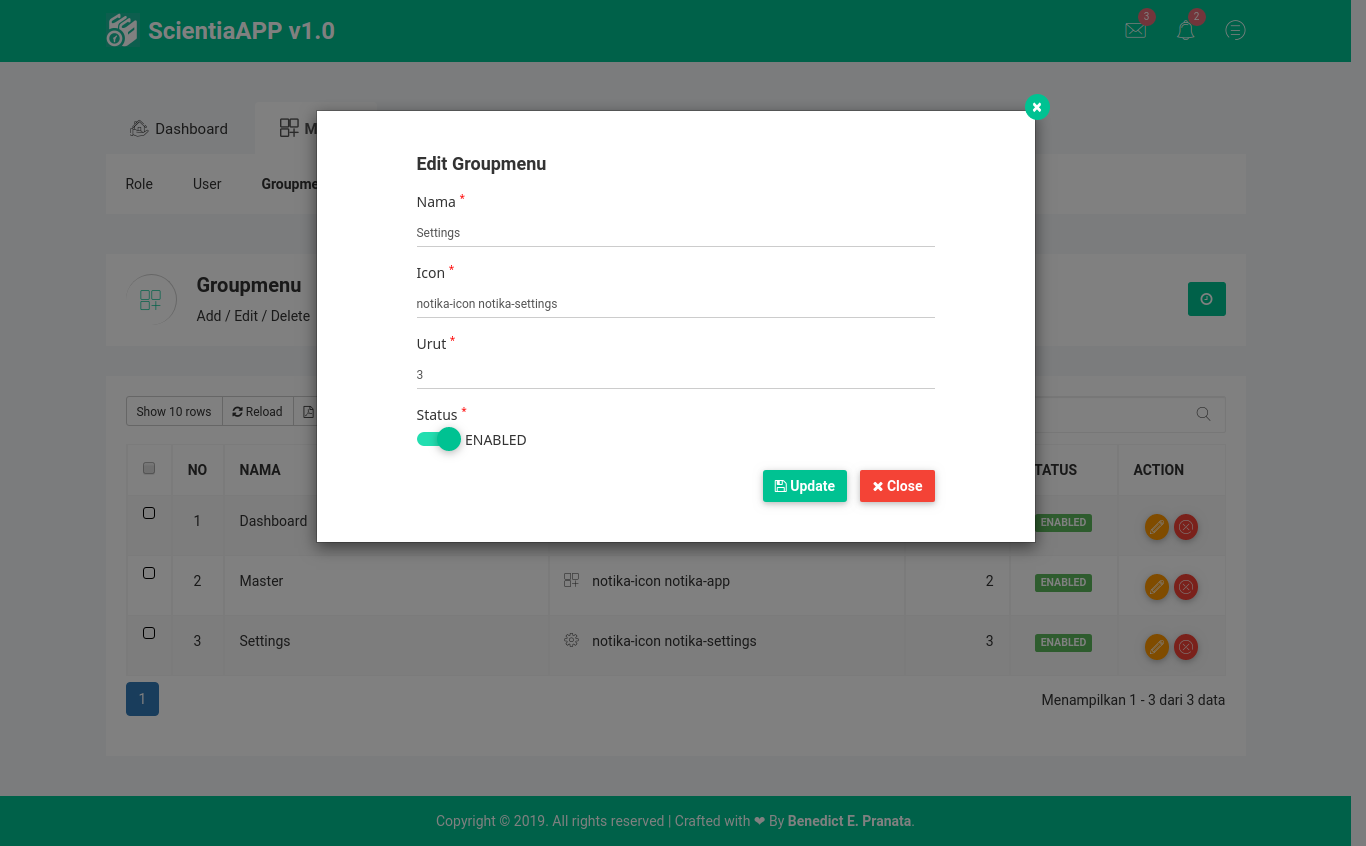 ScientiaAPP v1.0
3
2
Dashboard
M
Role
User
Groupme
Groupmenu
Add / Edit / Delete
Edit Groupmenu
Nama *
Settings
Icon *
notika-icon notika-settings
Urut *
3
Status *
ENABLED
Update
Close
Show 10 rows
Reload
NO
NAMA
TATUS
ACTION
1
Dashboard
ENABLED
2
Master
notika-icon notika-app
2
ENABLED
3
Settings
notika-icon notika-settings
3
ENABLED
1
Menampilkan 1 - 3 dari 3 data
Copyright © 2019. All rights reserved | Crafted with ❤ By Benedict E. Pranata.